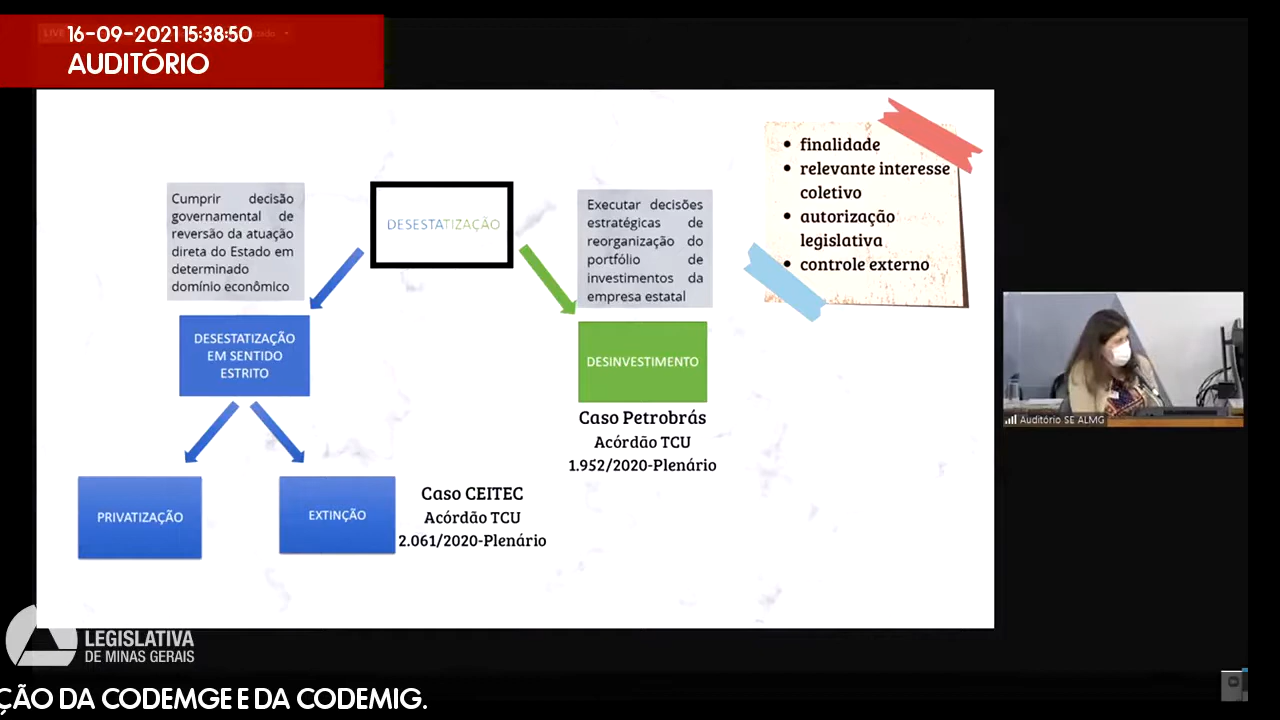 LIVE
16-09-2021 15:38:50
AUDITÓRIO
Cumprir decisão
governamental de
reversão da atuação
direta do Estado em
determinado
domínio econômico
DESESTATIZAÇÃO
Executar decisões
estratégicas de
reorganização do
portfólio de
investimentos da
empresa estatal
• finalidade
• relevante interesse
coletivo
• autorização
legislativa
• controle externo
DESESTATIZAÇÃO
EM SENTIDO
ESTRITO
DESINVESTIMENTO
Caso Petrobrás
Acórdão TCU
1.952/2020-Plenário
PRIVATIZAÇÃO
EXTINÇÃO
Caso CEITEC
Acórdão TCU
2.061/2020-Plenário
Auditório SE ALMG
LEGISLATIVA
DE MINAS GERAIS
ÇÃO DA CODEMGE E DA CODEMIG.